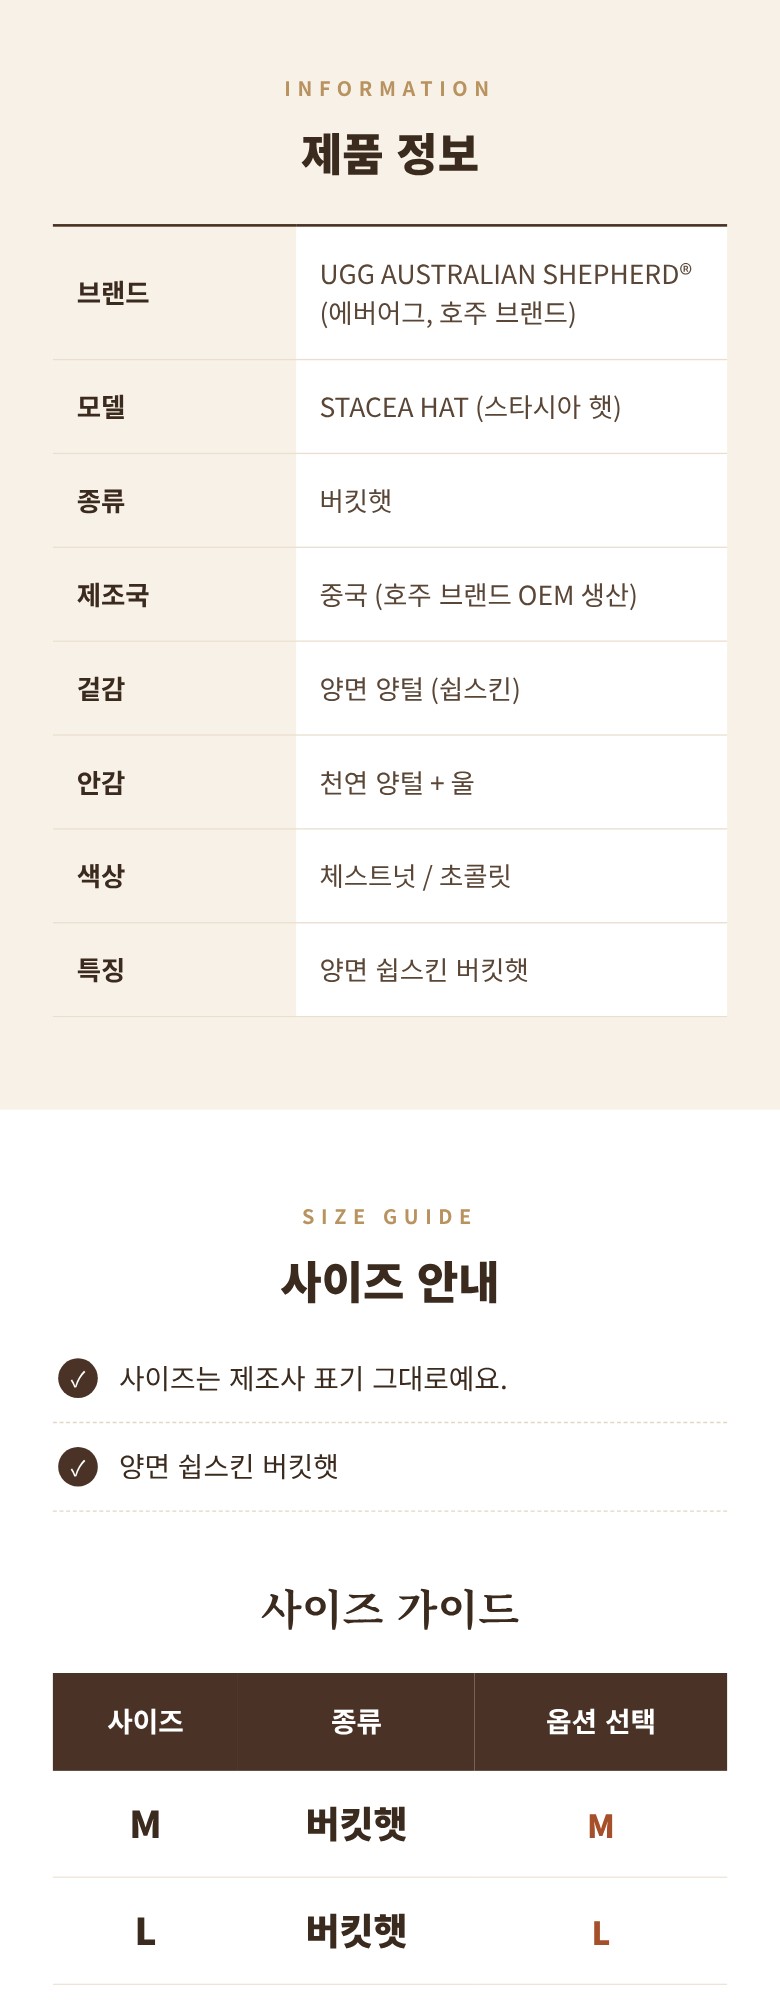 INFORMATION
제품 정보
브랜드
UGG AUSTRALIAN SHEPHERD®
(에버어그, 호주 브랜드)
모델
STACEA HAT (스타시아 햇)
종류
버킷햇
제조국
중국 (호주 브랜드 OEM 생산)
겉감
양면 양털 (쉽스킨)
안감
천연 양털 + 울
색상
체스트넛 / 초콜릿
특징
양면 쉽스킨 버킷햇
SIZE GUIDE
사이즈 안내
✓ 사이즈는 제조사 표기 그대로예요.
✓ 양면 쉽스킨 버킷햇
사이즈 가이드
사이즈 종류 옵션 선택
M 버킷햇 M
L 버킷햇 L